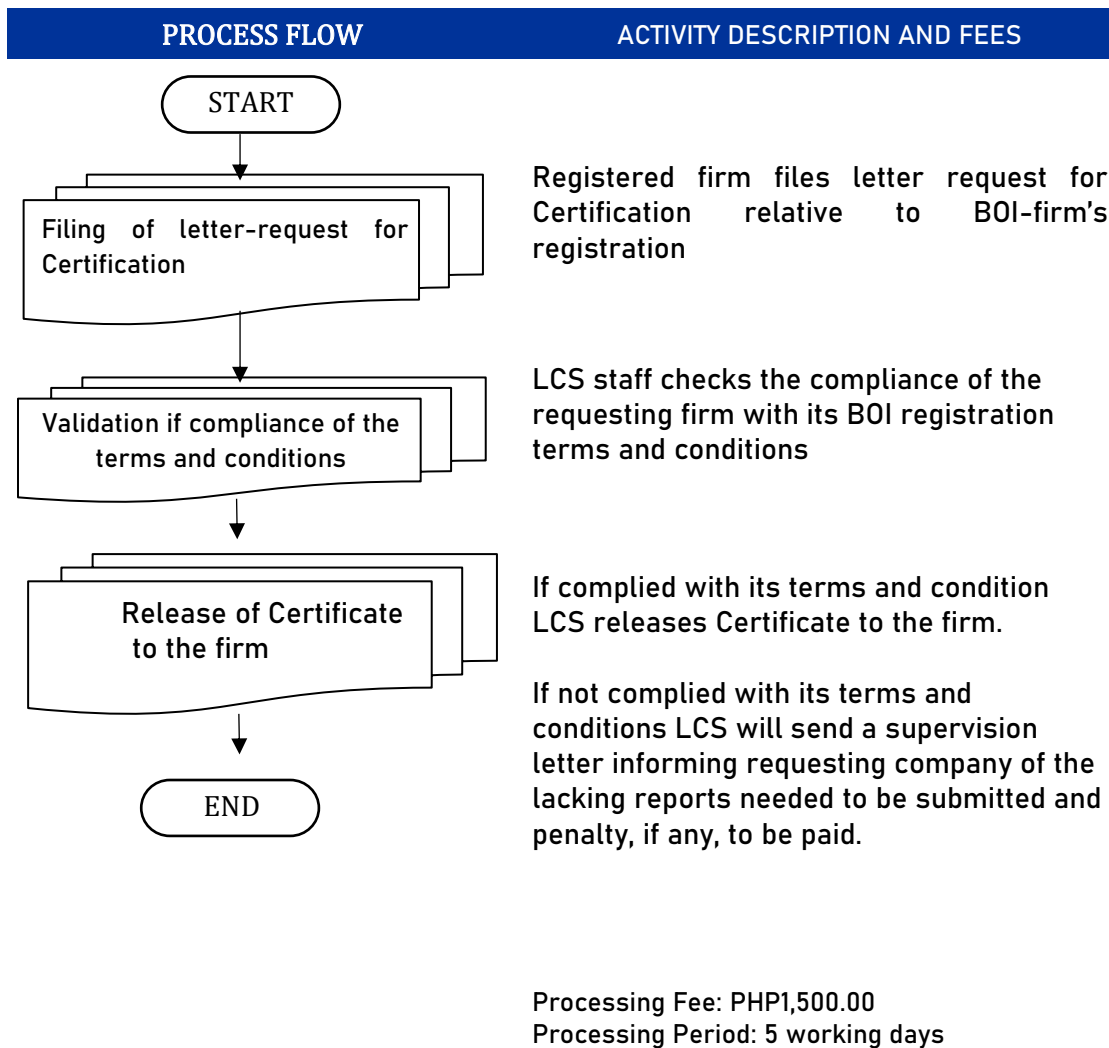 PROCESS FLOW
ACTIVITY DESCRIPTION AND FEES
START
Filing of letter-request for
Certification
Registered firm files letter request for
Certification relative to BOI-firm's
registration
Validation if compliance of the
terms and conditions
LCS staff checks the compliance of the
requesting firm with its BOI registration
terms and conditions
Release of Certificate
to the firm
If complied with its terms and condition
LCS releases Certificate to the firm.
If not complied with its terms and
conditions LCS will send a supervision
letter informing requesting company of the
lacking reports needed to be submitted and
penalty, if any, to be paid.
END
Processing Fee: PHP1,500.00
Processing Period: 5 working days